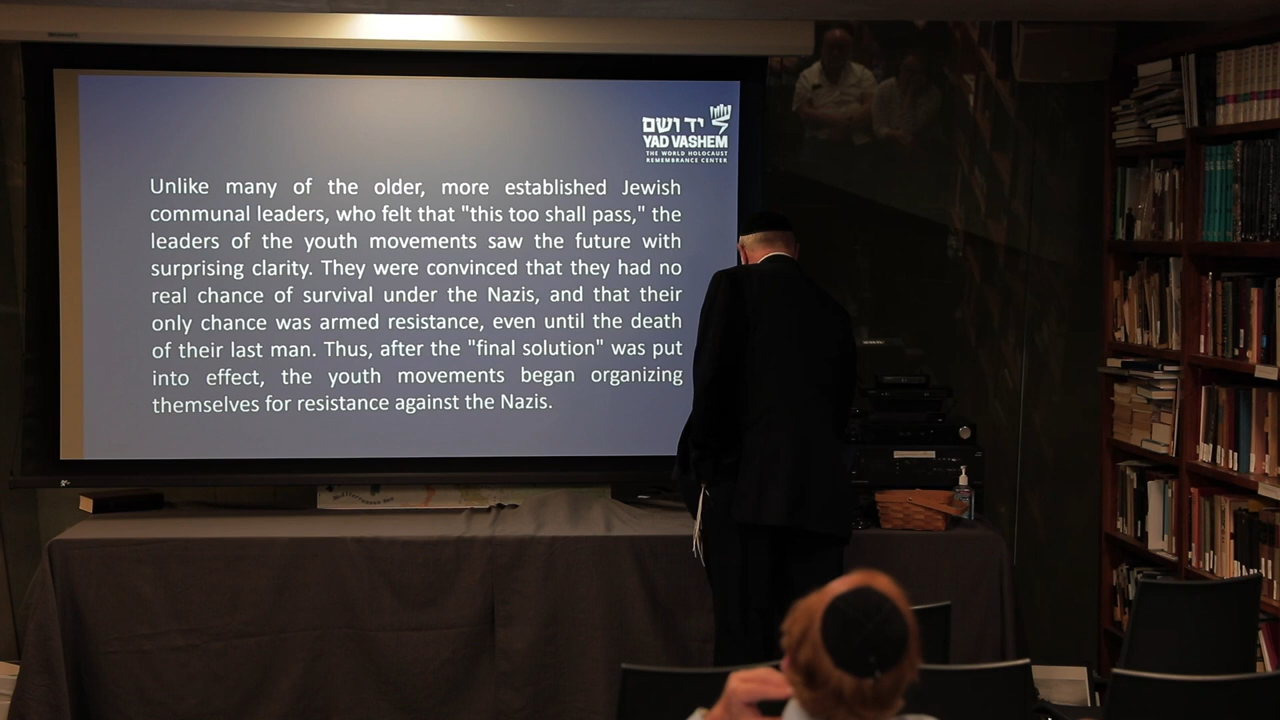 יד ושם
YAD VASHEM
THE WORLD HOLOCAUST
REMEMBRANCE CENTER
Unlike many of the older, more established Jewish
communal leaders, who felt that "this too shall pass," the
leaders of the youth movements saw the future with
surprising clarity. They were convinced that they had no
real chance of survival under the Nazis, and that their
only chance was armed resistance, even until the death
of their last man. Thus, after the "final solution" was put
into effect, the youth movements began organizing
themselves for resistance against the Nazis.
Mediterranean Sea